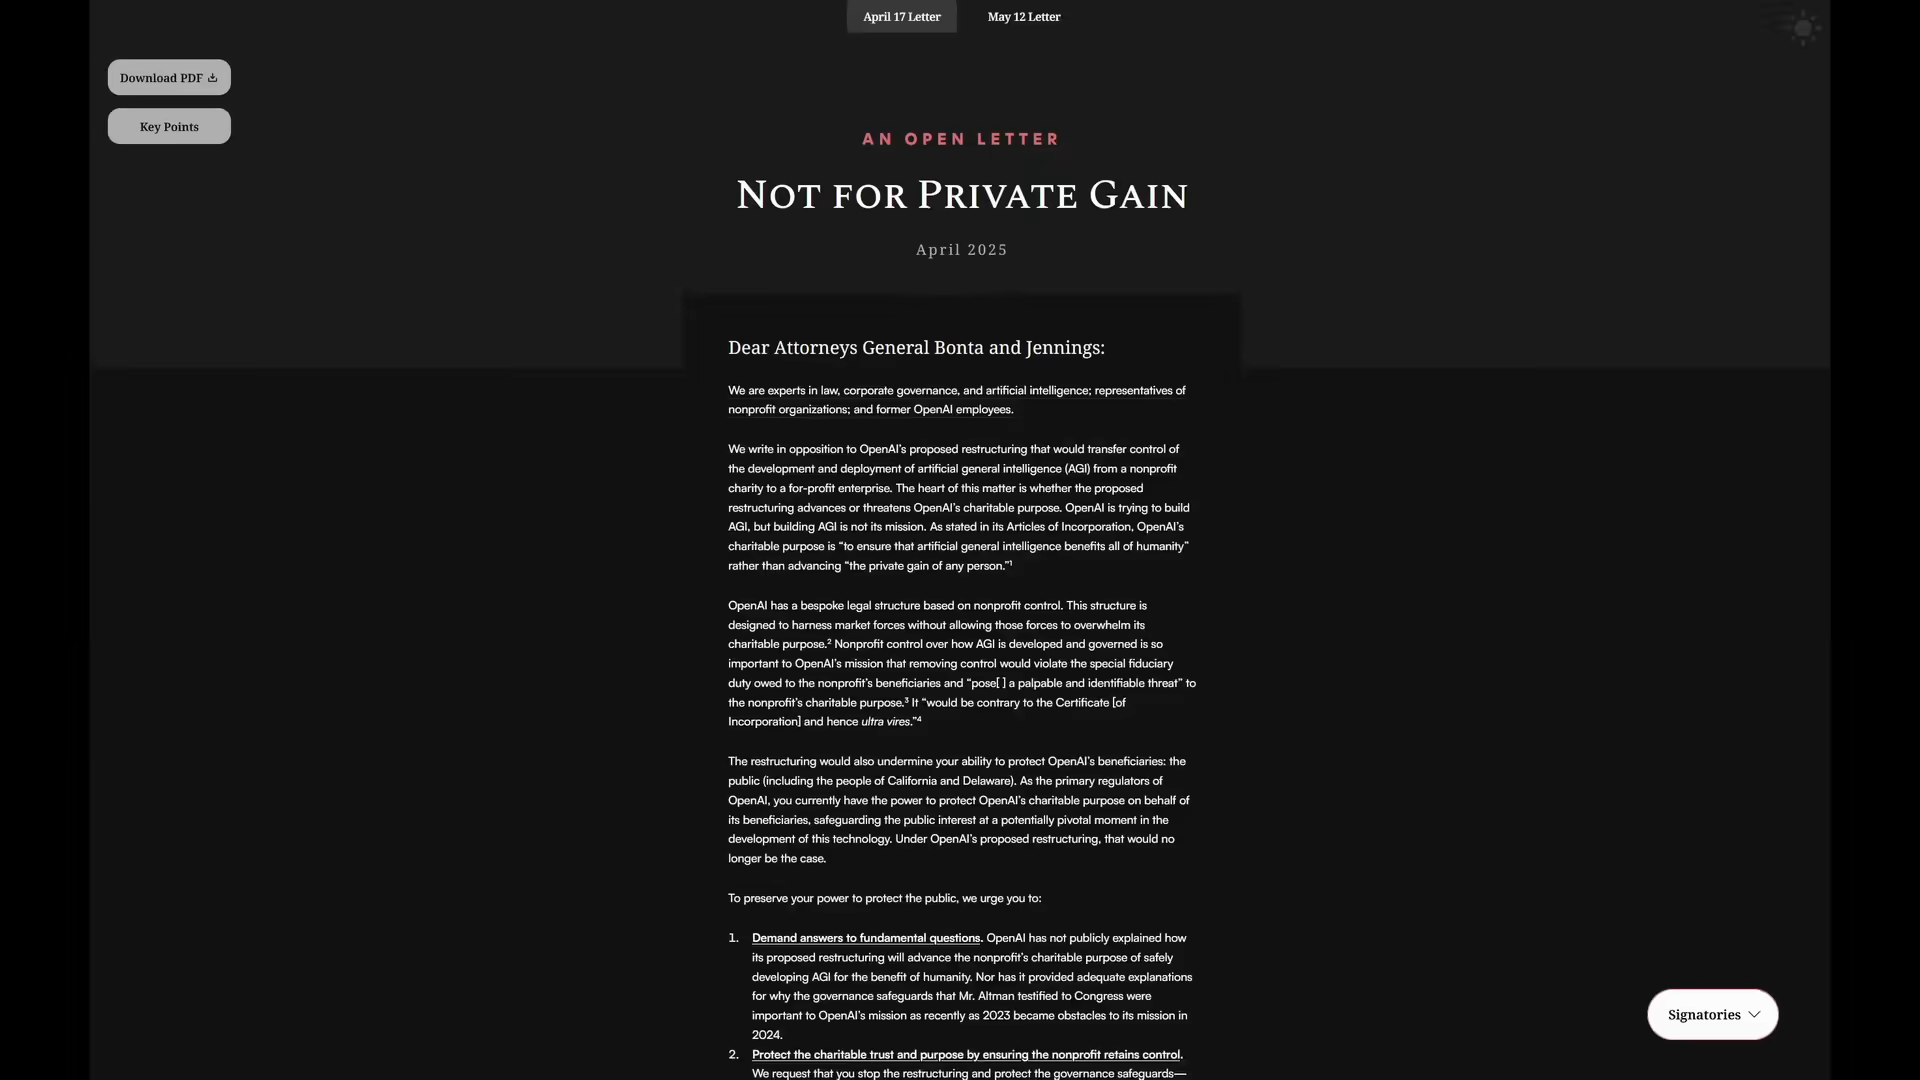 April 17 Letter
May 12 Letter
Download PDF
Key Points
AN OPEN LETTER
NOT FOR PRIVATE GAIN
April 2025
Dear Attorneys General Bonta and Jennings:
We are experts in law, corporate governance, and artificial intelligence; representatives of
nonprofit organizations; and former OpenAI employees.
We write in opposition to OpenAI’s proposed restructuring that would transfer control of
the development and deployment of artificial general intelligence (AGI) from a nonprofit
charity to a for-profit enterprise. The heart of this matter is whether the proposed
restructuring advances or threatens OpenAI’s charitable purpose. OpenAI is trying to build
AGI, but building AGI is not its mission. As stated in its Articles of Incorporation, OpenAI’s
charitable purpose is “to ensure that artificial general intelligence benefits all of humanity”
rather than advancing “the private gain of any person.”¹
OpenAI has a bespoke legal structure based on nonprofit control. This structure is
designed to harness market forces without allowing those forces to overwhelm its
charitable purpose.² Nonprofit control over how AGI is developed and governed is so
important to OpenAI’s mission that removing control would violate the special fiduciary
duty owed to the nonprofit’s beneficiaries and “pose[ ] a palpable and identifiable threat” to
the nonprofit’s charitable purpose.³ It “would be contrary to the Certificate [of
Incorporation] and hence ultra vires.”⁴
The restructuring would also undermine your ability to protect OpenAI’s beneficiaries: the
public (including the people of California and Delaware). As the primary regulators of
OpenAI, you currently have the power to protect OpenAI’s charitable purpose on behalf of
its beneficiaries, safeguarding the public interest at a potentially pivotal moment in the
development of this technology. Under OpenAI’s proposed restructuring, that would no
longer be the case.
To preserve your power to protect the public, we urge you to:
1. Demand answers to fundamental questions. OpenAI has not publicly explained how
its proposed restructuring will advance the nonprofit’s charitable purpose of safely
developing AGI for the benefit of humanity. Nor has it provided adequate explanations
for why the governance safeguards that Mr. Altman testified to Congress were
important to OpenAI’s mission as recently as 2023 became obstacles to its mission in
2024.
2. Protect the charitable trust and purpose by ensuring the nonprofit retains control.
We request that you stop the restructuring and protect the governance safeguards—
Signatories